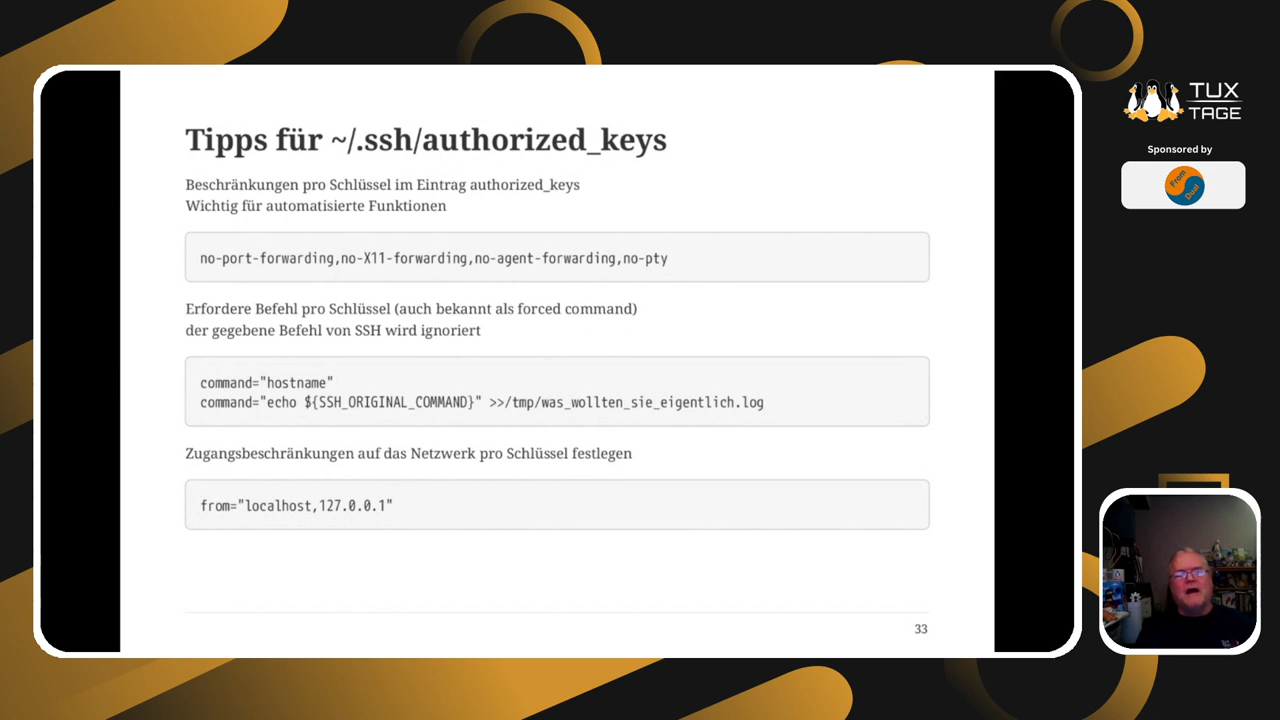 Tipps für ~/.ssh/authorized_keys
Beschränkungen pro Schlüssel im Eintrag authorized_keys
Wichtig für automatisierte Funktionen
no-port-forwarding,no-X11-forwarding,no-agent-forwarding,no-pty
Erfordere Befehl pro Schlüssel (auch bekannt als forced command)
der gegebene Befehl von SSH wird ignoriert
command="hostname"
command="echo ${SSH_ORIGINAL_COMMAND}" >>/tmp/was_wollten_sie_eigentlich.log
Zugangsbeschränkungen auf das Netzwerk pro Schlüssel festlegen
from="localhost,127.0.0.1"
33
TUX
TAGE
Sponsored by
From
Dual